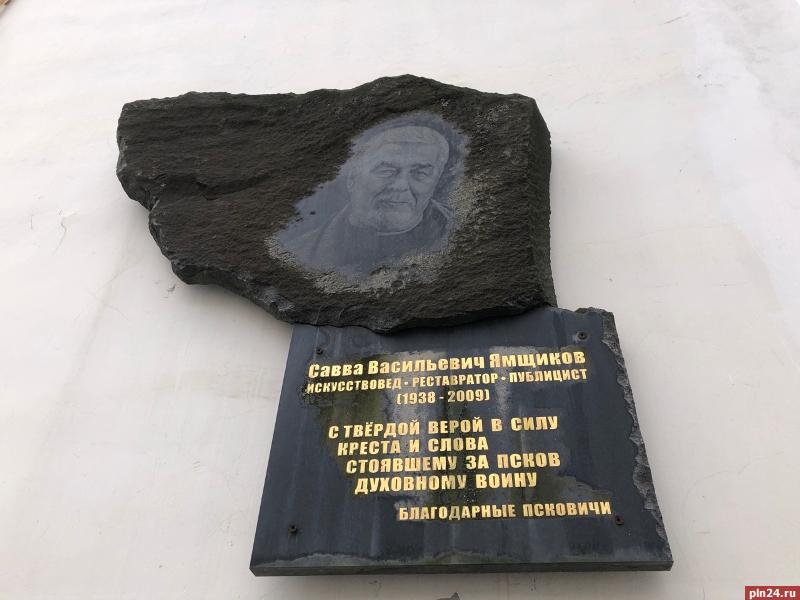 Савва Васильевич Ямщиков
ИСКУССТВОВЕД • РЕСТАВРАТОР • ПУБЛИЦИСТ
(1938 - 2009)
С ТВЁРДОЙ ВЕРОЙ В СИЛУ
КРЕСТА И СЛОВА
СТОЯВШЕМУ ЗА ПСКОВ
ДУХОВНОМУ ВОИНУ
БЛАГОДАРНЫЕ ПСКОВИЧИ
pln24.ru